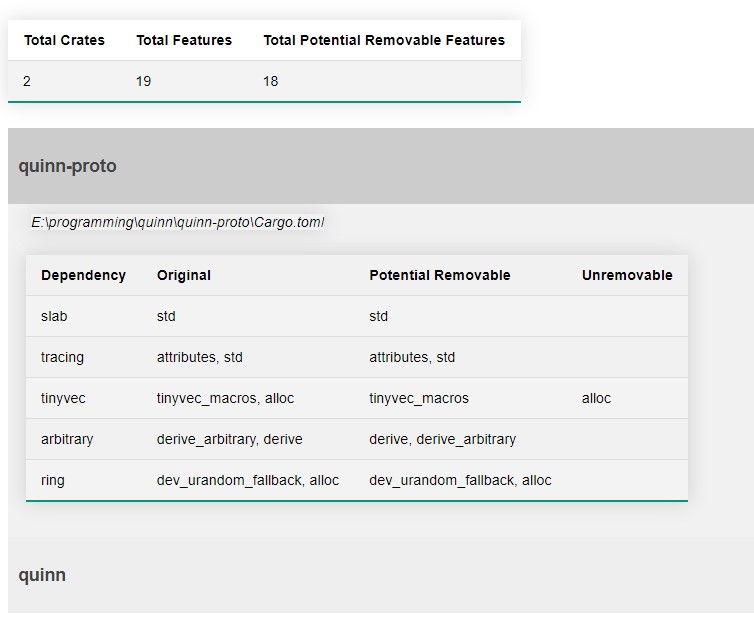 Total Crates Total Features Total Potential Removable Features
2 19 18
quinn-proto
E:\programming\quinn\quinn-proto\Cargo.toml
Dependency Original Potential Removable Unremovable
slab std std
tracing attributes, std attributes, std
tinyvec tinyvec_macros, alloc tinyvec_macros alloc
arbitrary derive_arbitrary, derive derive, derive_arbitrary
ring dev_urandom_fallback, alloc dev_urandom_fallback, alloc
quinn